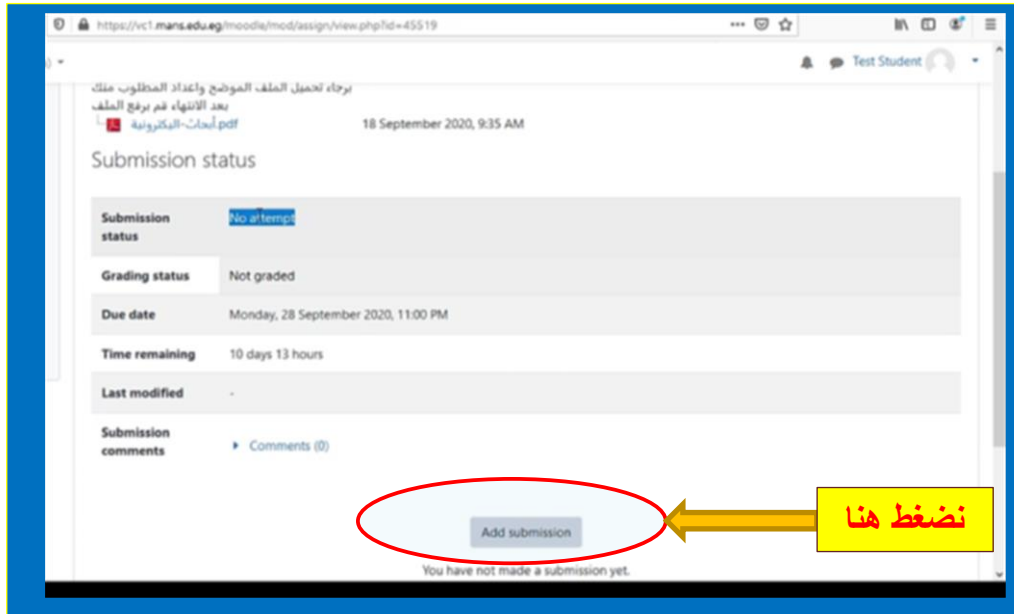 https://vc1.mans.edu.eg/moodle/mod/assign/view.php?id=45519
Test Student
برجاء تحميل الملف الموضح واعداد المطلوب منك
بعد الانتهاء قم برفع الملف
أبحاث-اليكترونية.pdf 18 September 2020, 9:35 AM
Submission status
Submission status No attempt
Grading status Not graded
Due date Monday, 28 September 2020, 11:00 PM
Time remaining 10 days 13 hours
Last modified -
Submission comments Comments (0)
نضغط هنا
Add submission
You have not made a submission yet.